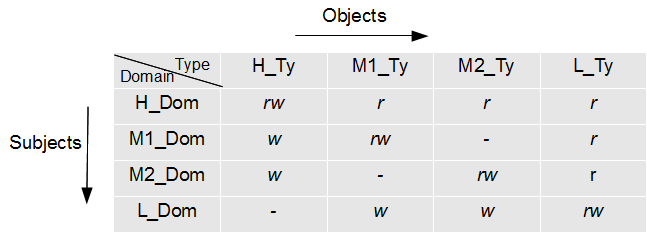 Objects
Type
Domain
H_Ty M1_Ty M2_Ty L_Ty
H_Dom rw r r r
Subjects
M1_Dom w rw - r
M2_Dom w - rw r
L_Dom - w w rw